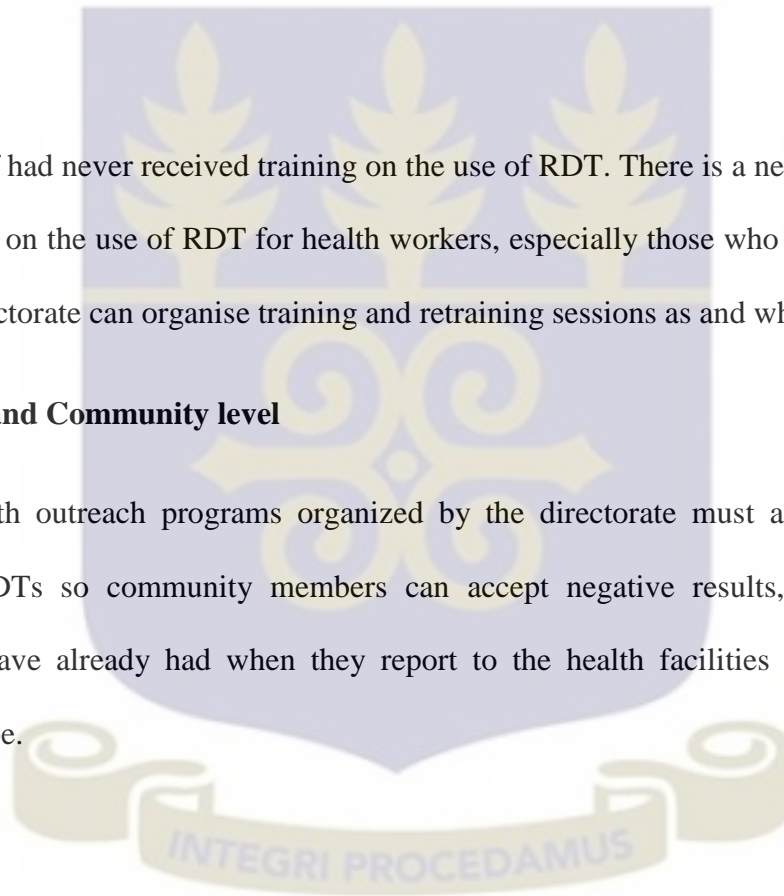 had never received training on the use of RDT. There is a ne
on the use of RDT for health workers, especially those who
ctorate can organise training and retraining sessions as and wh
and Community level
th outreach programs organized by the directorate must a
DTs so community members can accept negative results,
ave already had when they report to the health facilities
e.
INTEGRI PROCEDAMUS